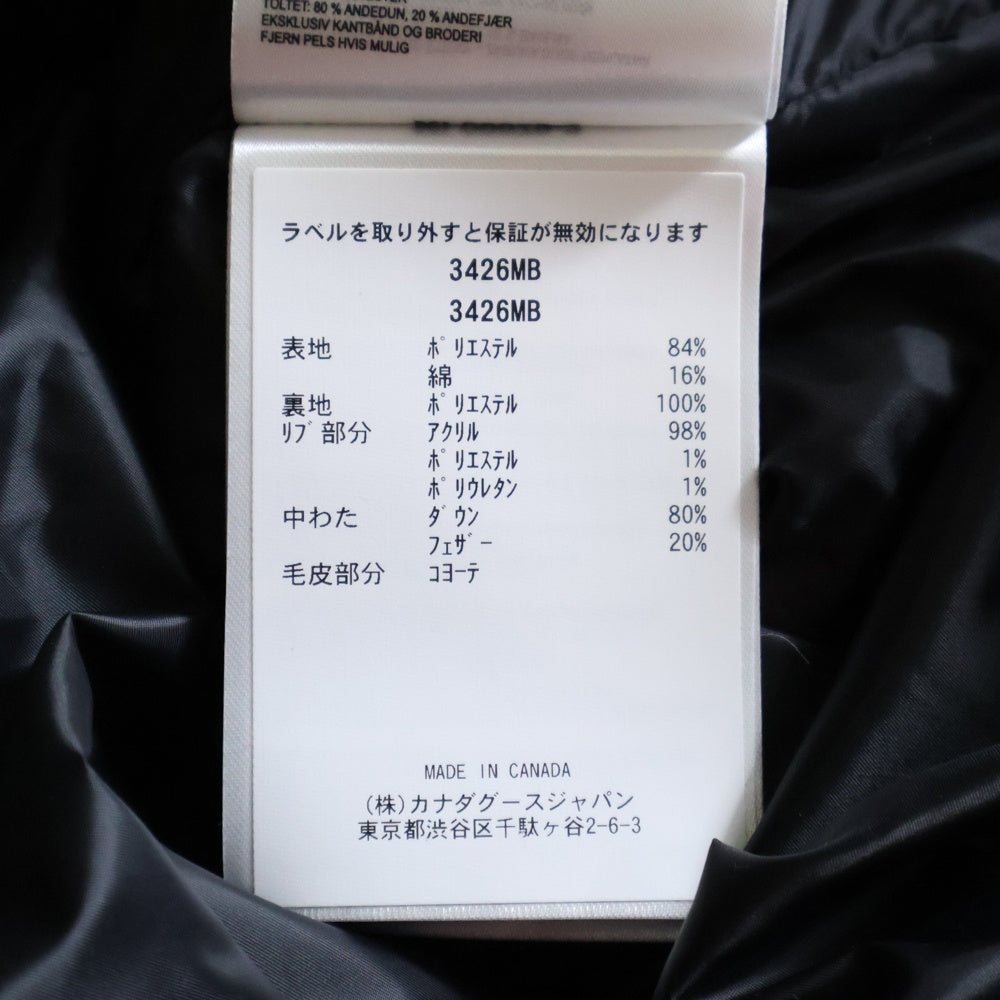 TOLTET: 80 % ANDEDUN, 20 % ANDEFJÆR
EKSKLUSIV KANTBÅND OG BRODERI
FJERN PELS HVIS MULIG
ラベルを取り外すと保証が無効になります
3426MB
3426MB
表地 ﾎﾟﾘｴｽﾃﾙ 84%
綿 16%
裏地 ﾎﾟﾘｴｽﾃﾙ 100%
ﾘﾌﾞ部分 ｱｸﾘﾙ 98%
ﾎﾟﾘｴｽﾃﾙ 1%
ﾎﾟﾘｳﾚﾀﾝ 1%
中わた ﾀﾞｳﾝ 80%
ﾌｪｻﾞｰ 20%
毛皮部分 ｺﾖｰﾃ
MADE IN CANADA
(株)カナダグースジャパン
東京都渋谷区千駄ヶ谷2-6-3